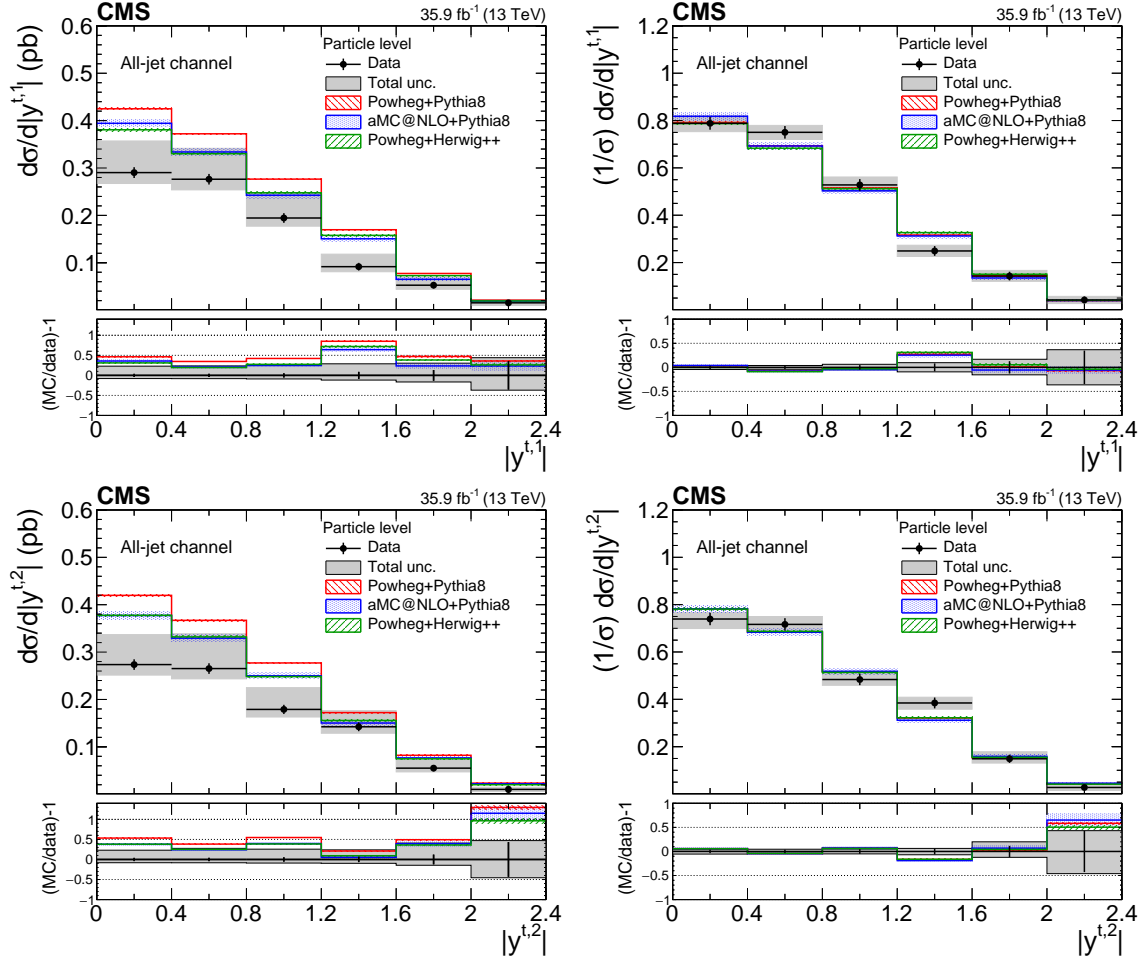 CMS 35.9 fb⁻¹ (13 TeV)
dσ/d|y^{t,1}| (pb)
All-jet channel
Particle level
Data
Total unc.
Powheg+Pythia8
aMC@NLO+Pythia8
Powheg+Herwig++
0.6
0.5
0.4
0.3
0.2
0.1
(MC/data)-1
1
0.5
0
−0.5
−1
0 0.4 0.8 1.2 1.6 2 2.4
|y^{t,1}|
CMS 35.9 fb⁻¹ (13 TeV)
(1/σ) dσ/d|y^{t,1}|
All-jet channel
Particle level
Data
Total unc.
Powheg+Pythia8
aMC@NLO+Pythia8
Powheg+Herwig++
1.2
1.0
0.8
0.6
0.4
0.2
(MC/data)-1
1
0.5
0
−0.5
−1
0 0.4 0.8 1.2 1.6 2 2.4
|y^{t,1}|
CMS 35.9 fb⁻¹ (13 TeV)
dσ/d|y^{t,2}| (pb)
All-jet channel
Particle level
Data
Total unc.
Powheg+Pythia8
aMC@NLO+Pythia8
Powheg+Herwig++
0.6
0.5
0.4
0.3
0.2
0.1
(MC/data)-1
1
0.5
0
−0.5
−1
0 0.4 0.8 1.2 1.6 2 2.4
|y^{t,2}|
CMS 35.9 fb⁻¹ (13 TeV)
(1/σ) dσ/d|y^{t,2}|
All-jet channel
Particle level
Data
Total unc.
Powheg+Pythia8
aMC@NLO+Pythia8
Powheg+Herwig++
1.2
1.0
0.8
0.6
0.4
0.2
(MC/data)-1
1
0.5
0
−0.5
−1
0 0.4 0.8 1.2 1.6 2 2.4
|y^{t,2}|